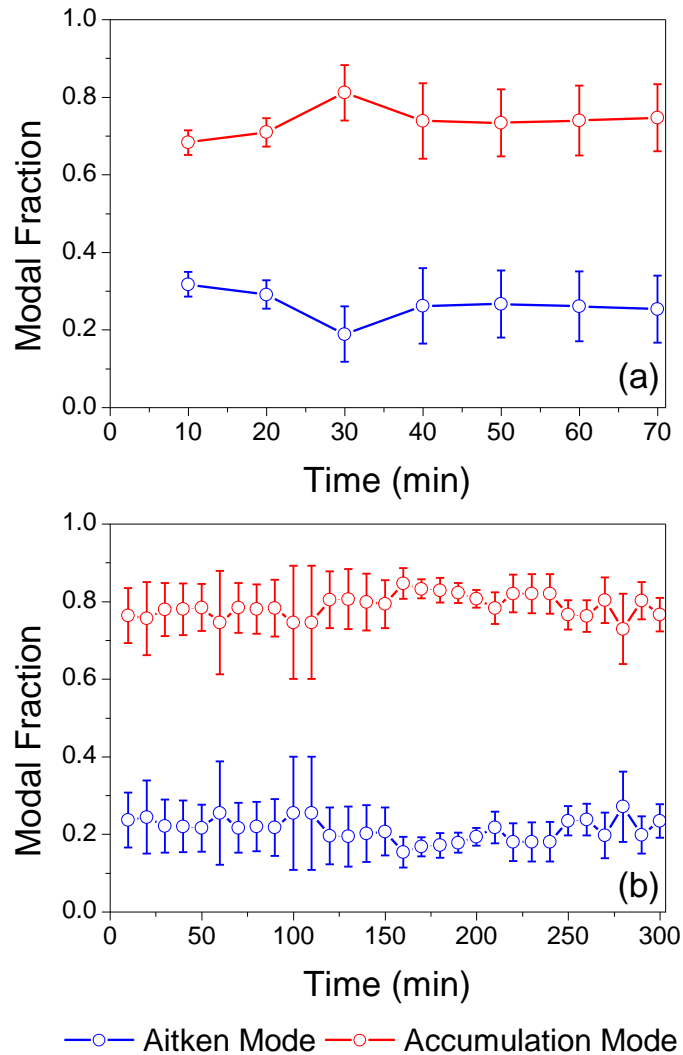 1.0
0.8
0.6
0.4
0.2
0.0
Modal Fraction
(a)
0 10 20 30 40 50 60 70
Time (min)
1.0
0.8
0.6
0.4
0.2
0.0
Modal Fraction
(b)
0 50 100 150 200 250 300
Time (min)
Aitken Mode Accumulation Mode